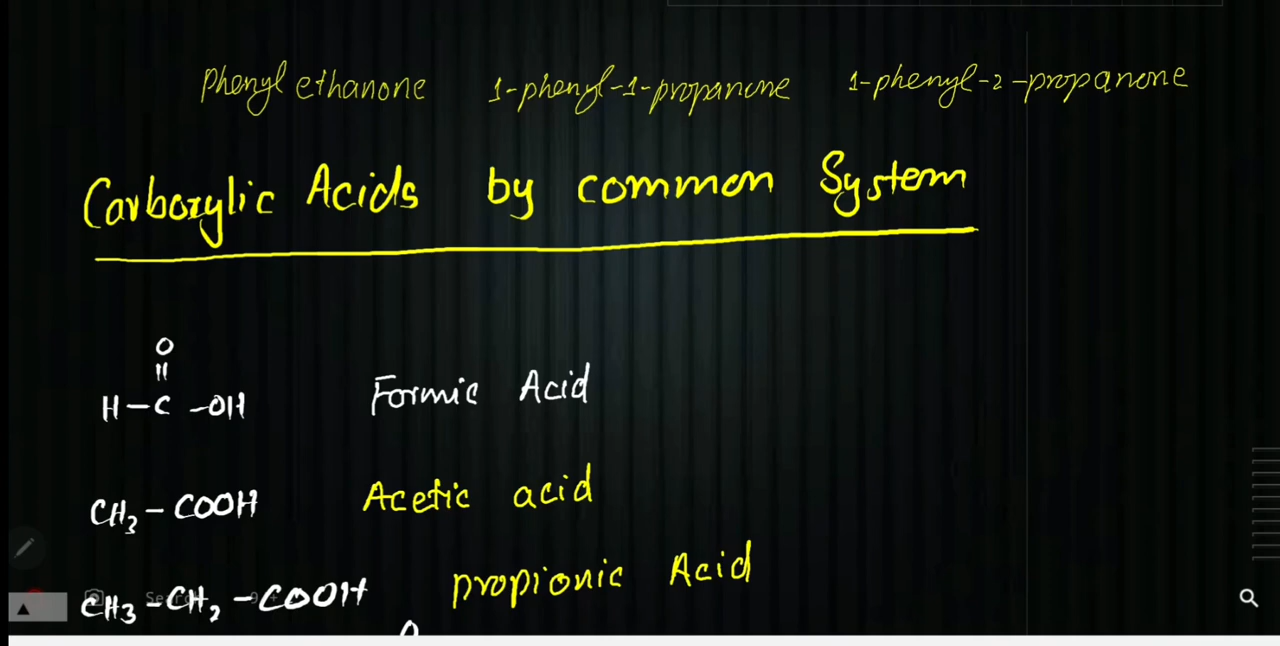 Phenyl ethanone 1-phenyl-1-propanone 1-phenyl-2-propanone
Carboxylic Acids by common System
O
||
H-C-OH Formic Acid
CH3-COOH Acetic acid
CH3-CH2-COOH propionic Acid